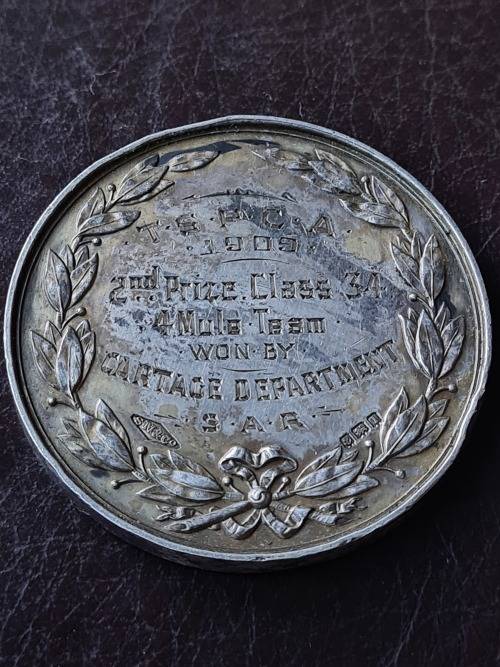 T.S.P.C.A.
1909.
2nd Prize. Class 34
4 Mule Team
WON·BY
CARTAGE DEPARTMENT
S·A·R·